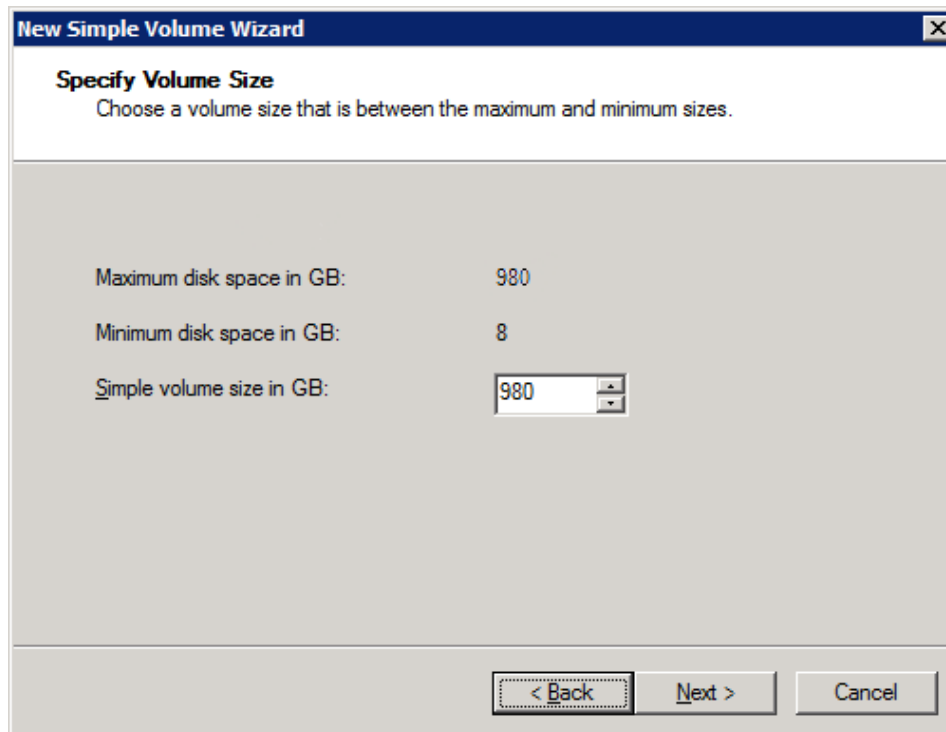 New Simple Volume Wizard
Specify Volume Size
Choose a volume size that is between the maximum and minimum sizes.
Maximum disk space in GB: 980
Minimum disk space in GB: 8
Simple volume size in GB: 980
< Back Next > Cancel